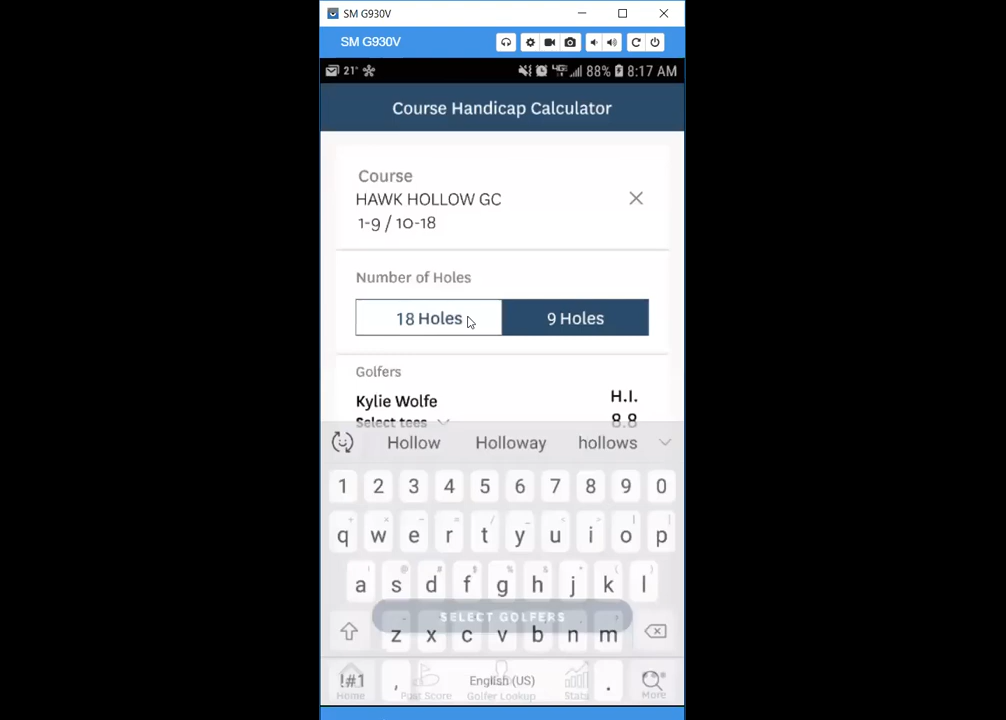 SM G930V
SM G930V
21° 88% 8:17 AM
Course Handicap Calculator
Course
HAWK HOLLOW GC
1-9 / 10-18
Number of Holes
18 Holes 9 Holes
Golfers
Kylie Wolfe H.I.
Select tees 8.8
Hollow Holloway hollows
1 2 3 4 5 6 7 8 9 0
q w e r t y u i o p
a s d f g h j k l
SELECT GOLFERS
z x c v b n m
!#1 , English (US) .
Home Post Score Golfer Lookup Stats More